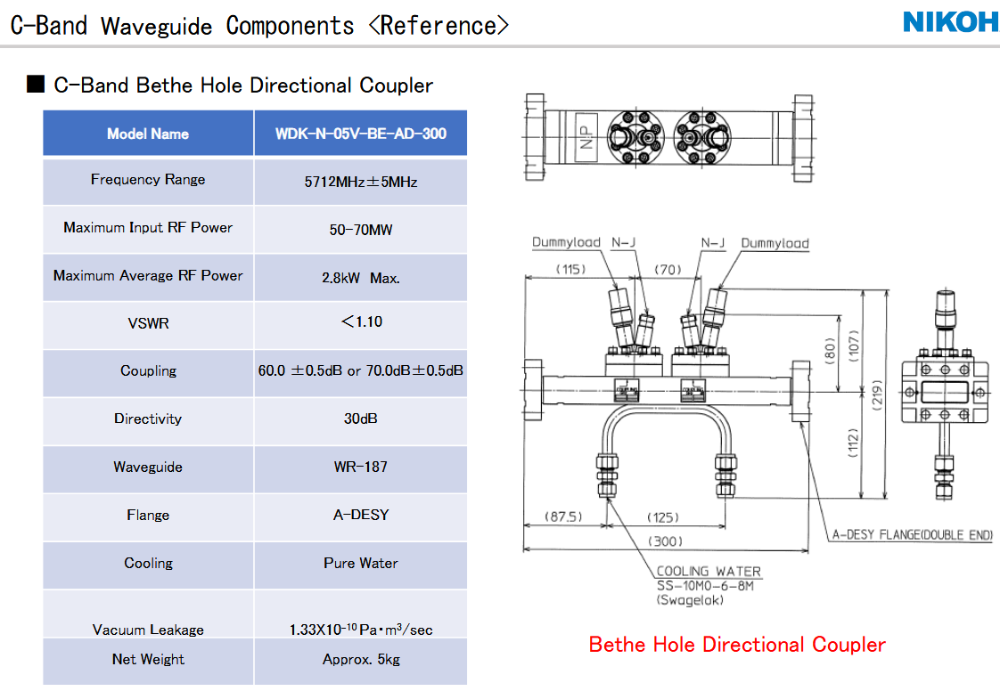 C-Band Waveguide Components <Reference>
NIKOH
■ C-Band Bethe Hole Directional Coupler
Model Name WDK-N-05V-BE-AD-300
Frequency Range 5712MHz±5MHz
Maximum Input RF Power 50-70MW
Maximum Average RF Power 2.8kW Max.
VSWR <1.10
Coupling 60.0 ±0.5dB or 70.0dB±0.5dB
Directivity 30dB
Waveguide WR-187
Flange A-DESY
Cooling Pure Water
Vacuum Leakage 1.33X10⁻¹⁰ Pa・m³/sec
Net Weight Approx. 5kg
NP
Dummyload N-J N-J Dummyload
(115) (70)
(80)
(107)
(219)
(112)
(87.5) (125)
(300)
A-DESY FLANGE(DOUBLE END)
COOLING WATER
SS-10M0-6-8M
(Swagelok)
Bethe Hole Directional Coupler